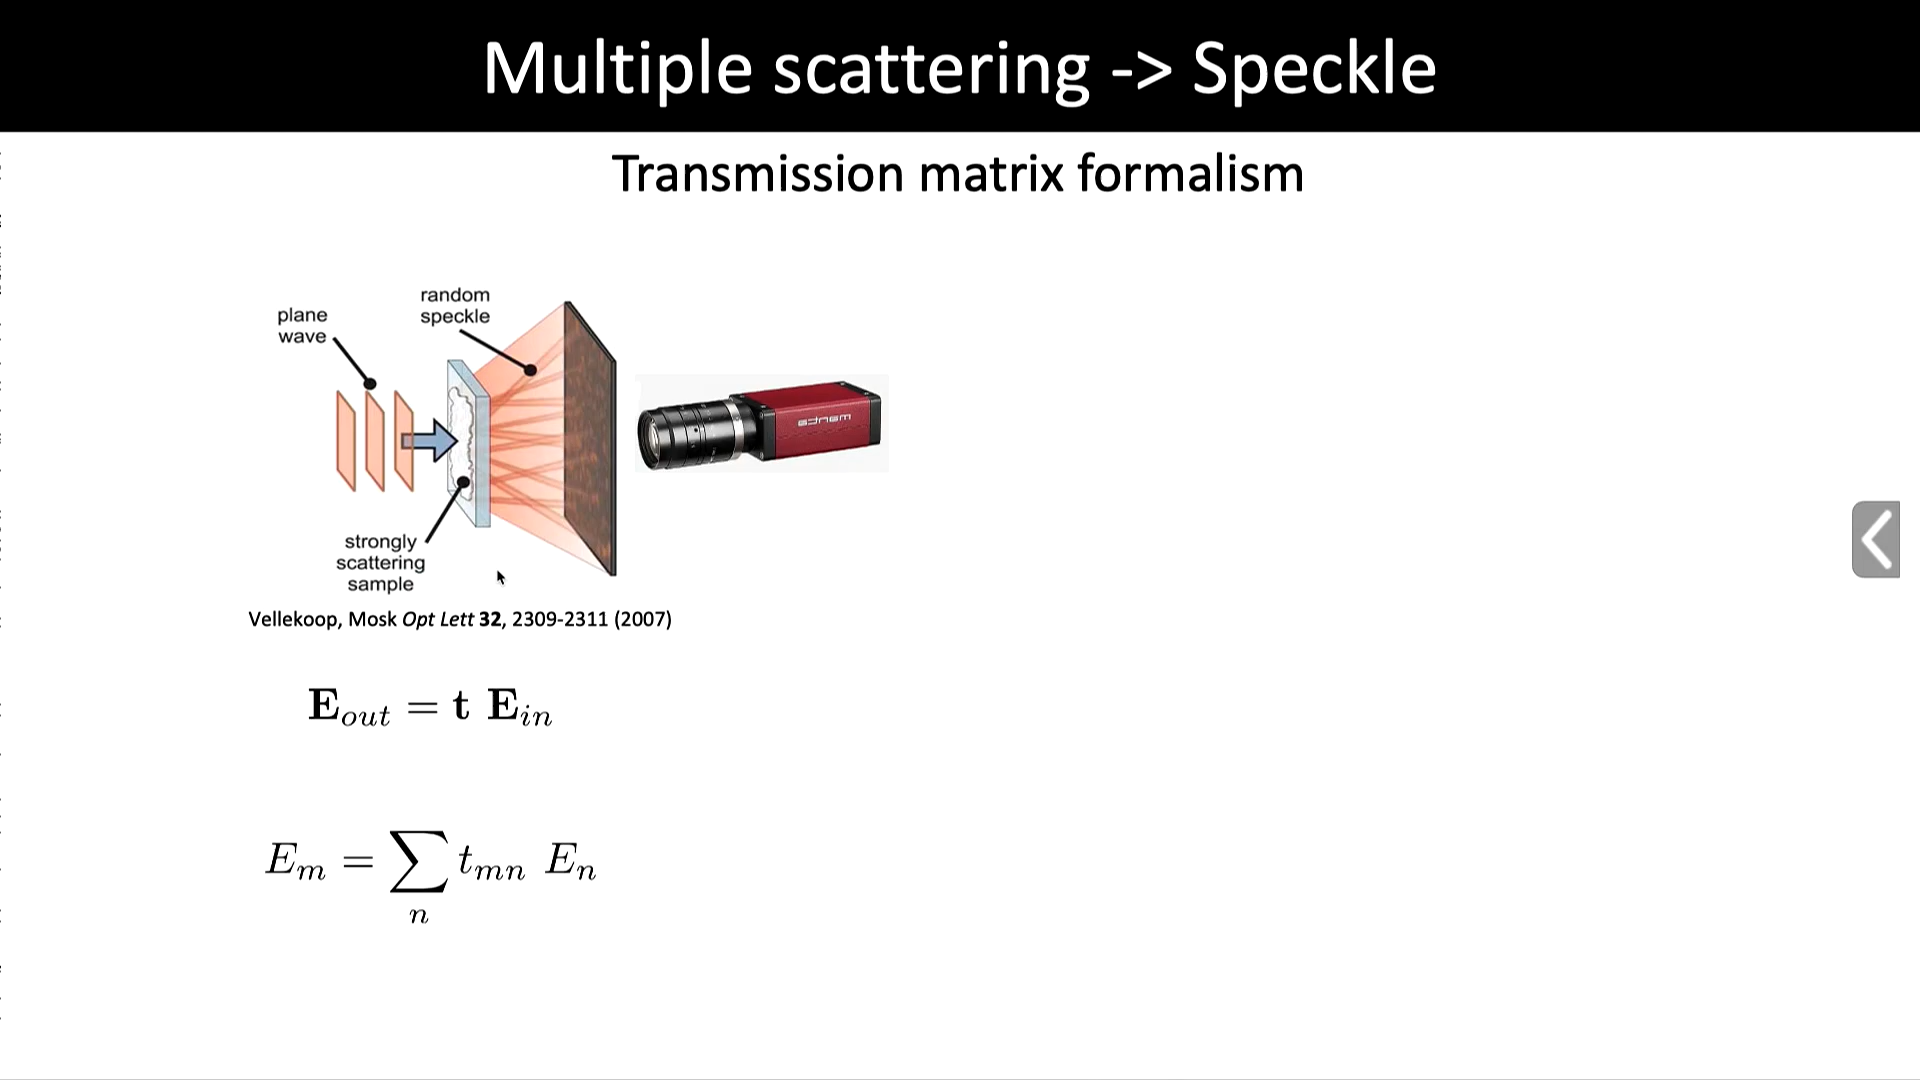 Multiple scattering -> Speckle
Transmission matrix formalism
random
speckle
plane
wave
strongly
scattering
sample
Vellekoop, Mosk Opt Lett 32, 2309-2311 (2007)
E_out = t E_in
E_m = ∑_n t_mn E_n